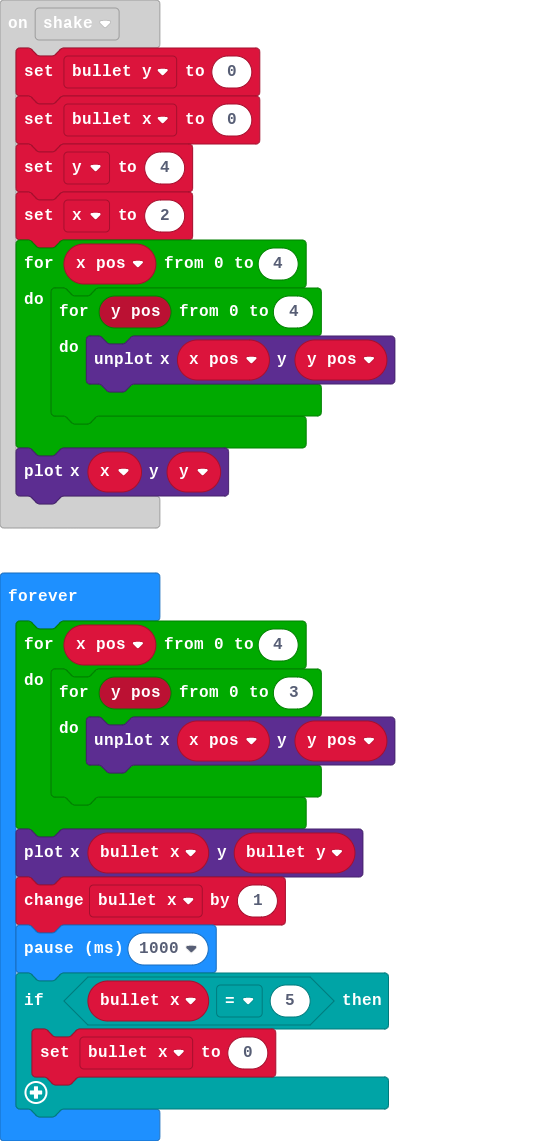 on shake
set bullet y to 0
set bullet x to 0
set y to 4
set x to 2
for x pos from 0 to 4
do
for y pos from 0 to 4
do
unplot x x pos y y pos
plot x x y y
forever
for x pos from 0 to 4
do
for y pos from 0 to 3
do
unplot x x pos y y pos
plot x bullet x y bullet y
change bullet x by 1
pause (ms) 1000
if bullet x = 5 then
set bullet x to 0